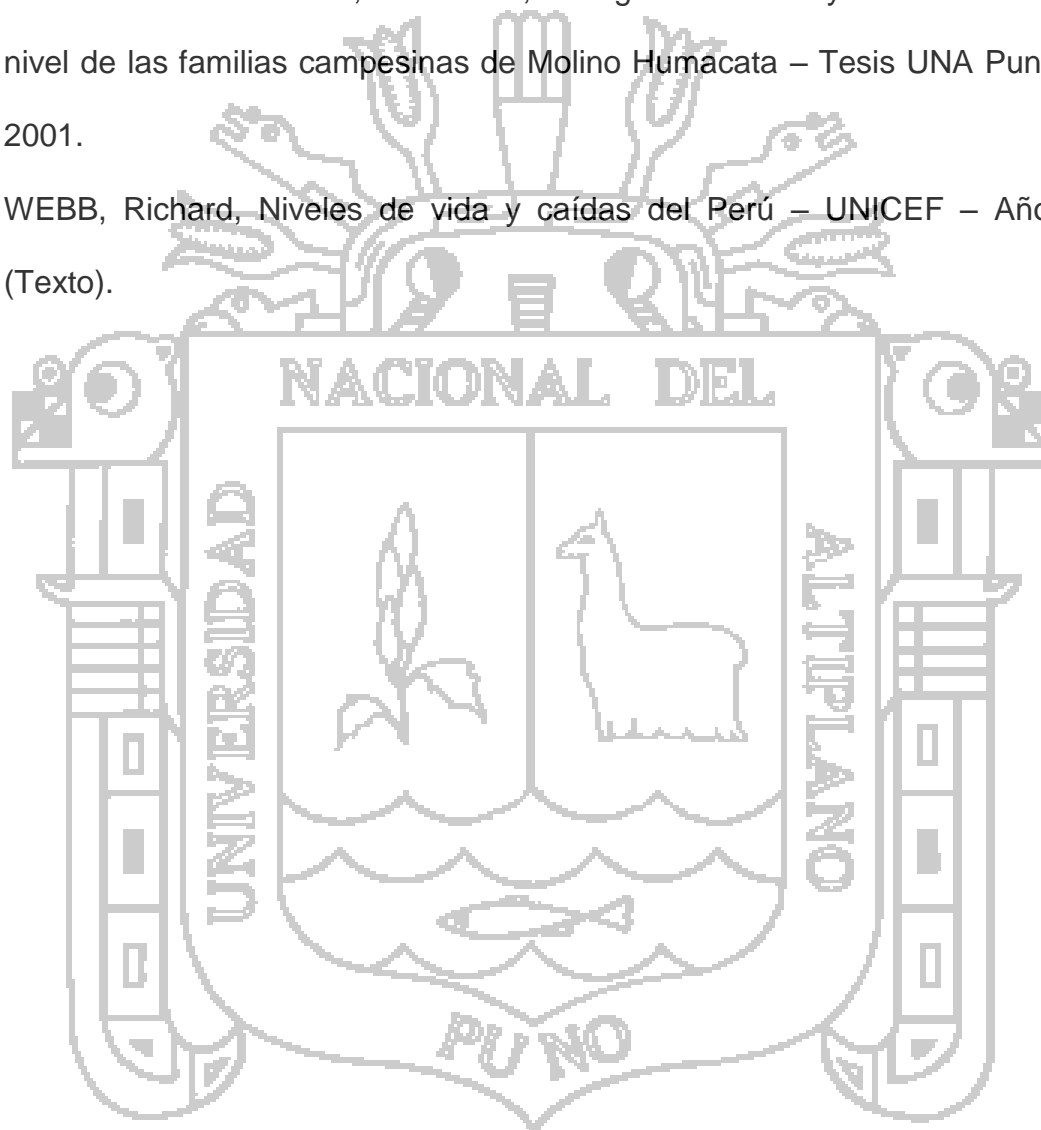 nivel de las familias campesinas de Molino Humacata – Tesis UNA Pun
2001.
WEBB, Richard, Niveles de vida y caídas del Perú – UNICEF – Año
(Texto).
NACIONAL DEL
UNIVERSIDAD
ALTIPLANO
PUNO